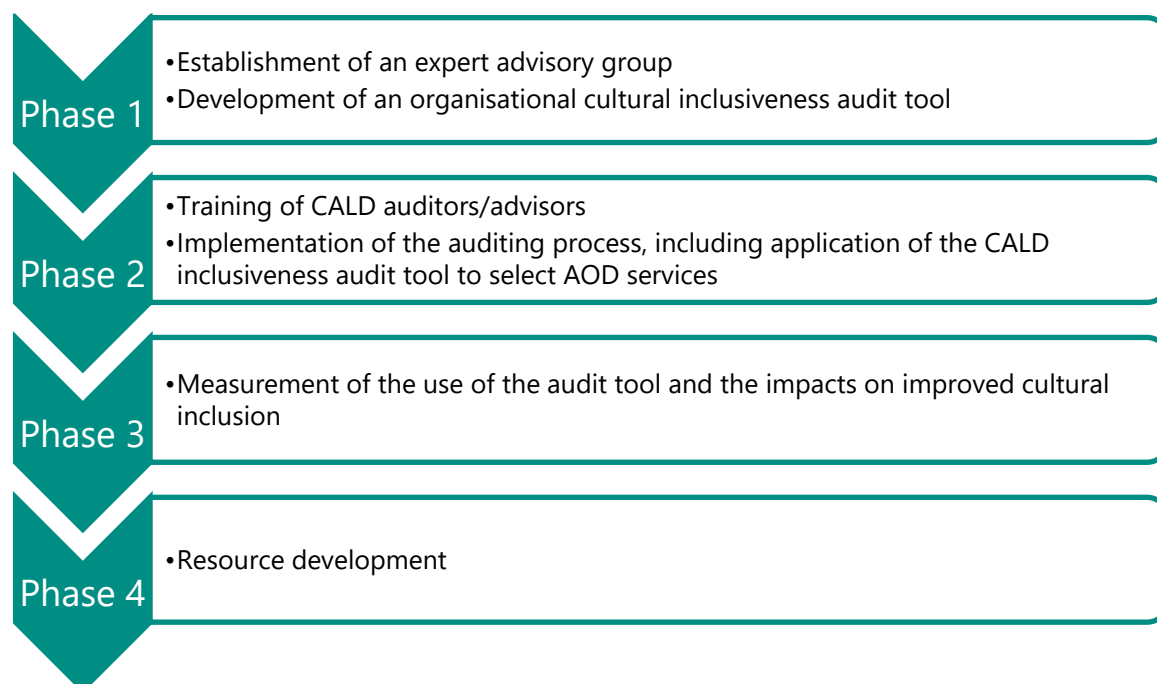 Phase 1
•Establishment of an expert advisory group
•Development of an organisational cultural inclusiveness audit tool
Phase 2
•Training of CALD auditors/advisors
•Implementation of the auditing process, including application of the CALD
inclusiveness audit tool to select AOD services
Phase 3
•Measurement of the use of the audit tool and the impacts on improved cultural
inclusion
Phase 4
•Resource development